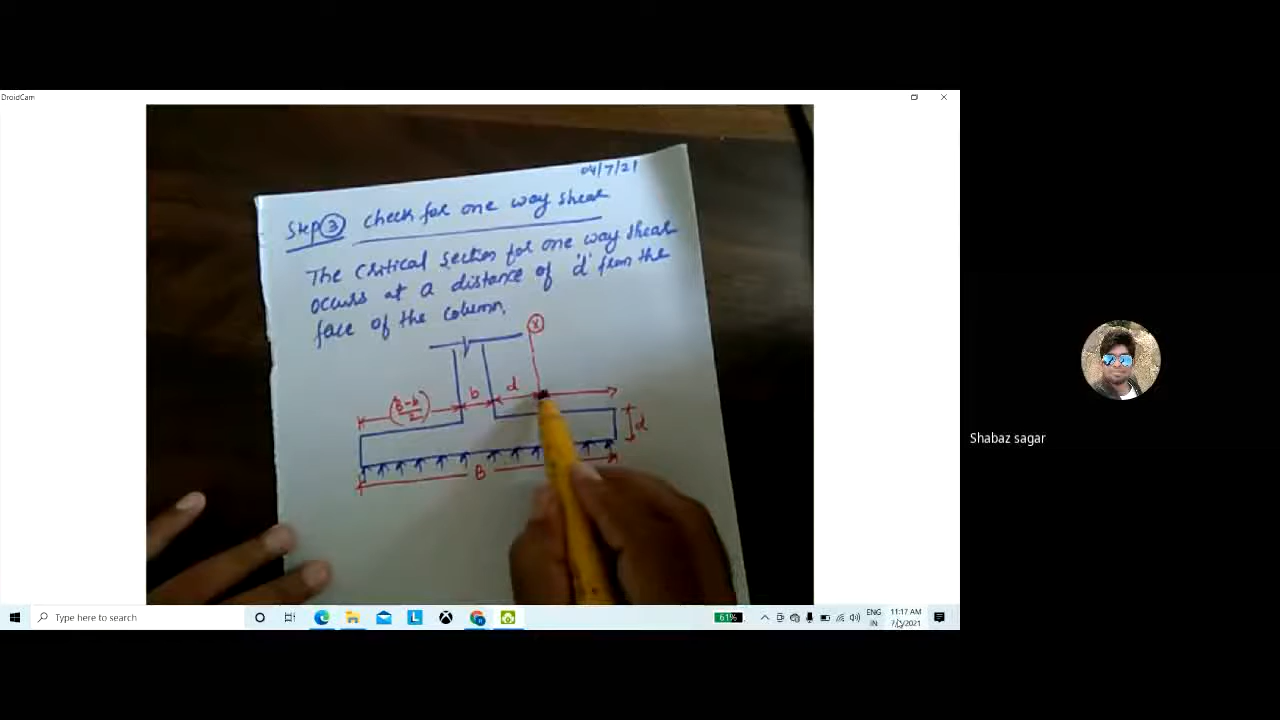 DroidCam
04/7/21
Step ③ Check for one way shear
The critical section for one way shear
occurs at a distance of 'd' from the
face of the column.
X
(B-b/2)
b
d
d
B
Shabaz sagar
Type here to search
61%
ENG
IN
11:17 AM